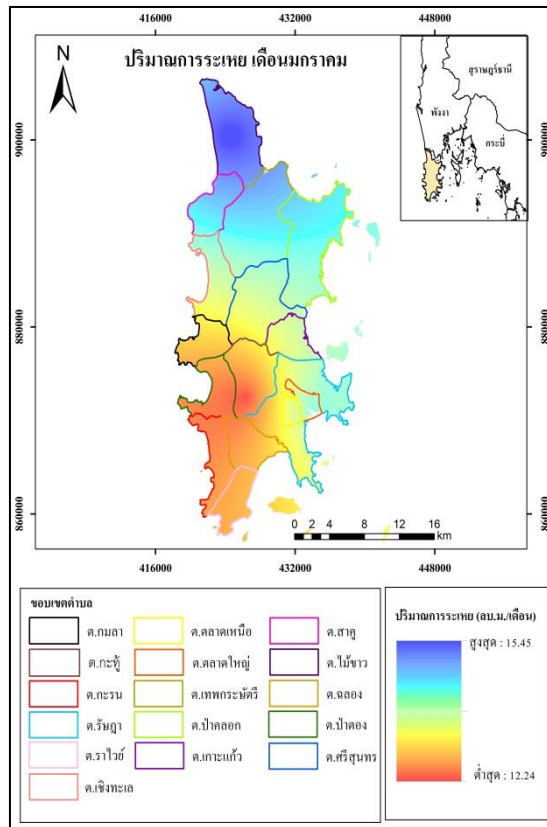 416000 432000 448000
N
ปริมาณการระเหย เดือนมกราคม
สุราษฎร์ธานี
พังงา
กระบี่
900000 900000
880000 880000
860000 860000
0 2 4 8 12 16
km
416000 432000 448000
ขอบเขตตำบล
ต.กมลา ต.ตลาดเหนือ ต.สาคู
ต.กะทู้ ต.ตลาดใหญ่ ต.ไม้ขาว
ต.กะรน ต.เทพกระษัตรี ต.ฉลอง
ต.รัษฎา ต.ป่าคลอก ต.ป่าตอง
ต.ราไวย์ ต.เกาะแก้ว ต.ศรีสุนทร
ต.เชิงทะเล
ปริมาณการระเหย (ลบ.ม./เดือน)
สูงสุด : 15.45
ต่ำสุด : 12.24